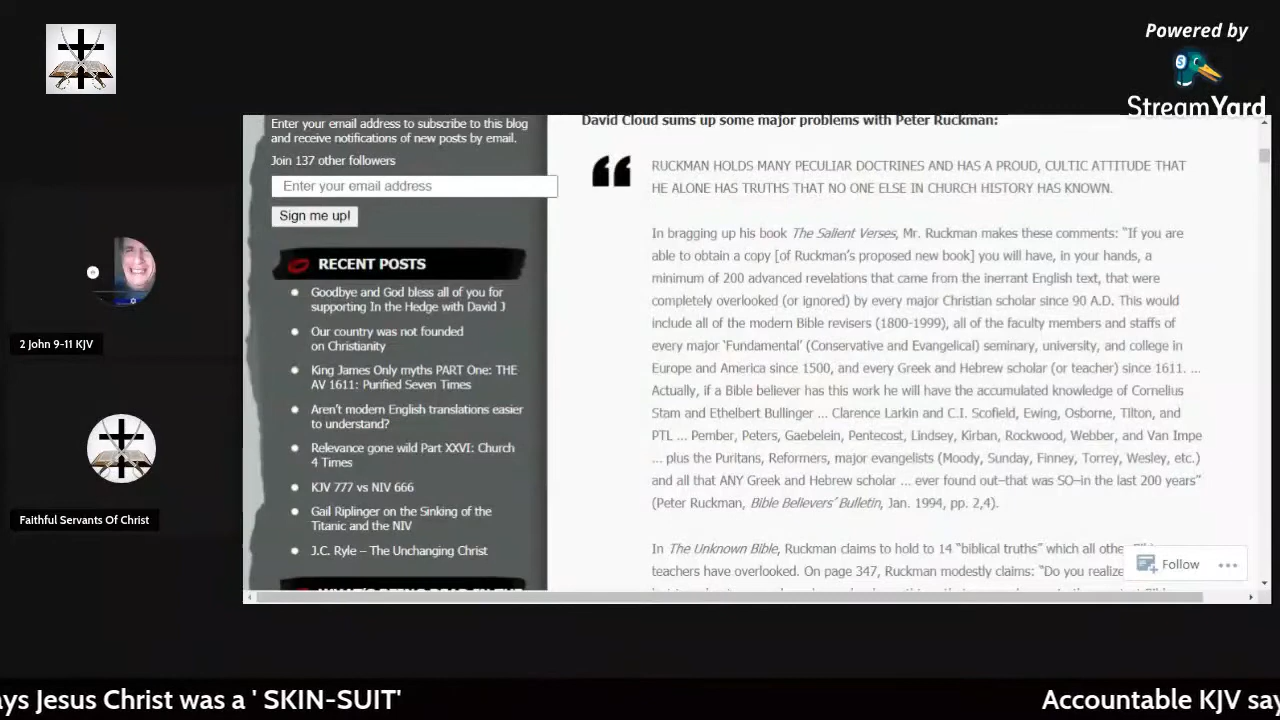 Powered by
StreamYard
Enter your email address to subscribe to this blog
and receive notifications of new posts by email.
Join 137 other followers
Enter your email address
Sign me up!
RECENT POSTS
Goodbye and God bless all of you for
supporting In the Hedge with David J
Our country was not founded
on Christianity
King James Only myths PART One: THE
AV 1611: Purified Seven Times
Aren't modern English translations easier
to understand?
Relevance gone wild Part XXVI: Church
4 Times
KJV 777 vs NIV 666
Gail Riplinger on the Sinking of the
Titanic and the NIV
J.C. Ryle – The Unchanging Christ
David Cloud sums up some major problems with Peter Ruckman:
RUCKMAN HOLDS MANY PECULIAR DOCTRINES AND HAS A PROUD, CULTIC ATTITUDE THAT
HE ALONE HAS TRUTHS THAT NO ONE ELSE IN CHURCH HISTORY HAS KNOWN.
In bragging up his book The Salient Verses, Mr. Ruckman makes these comments: "If you are
able to obtain a copy [of Ruckman's proposed new book] you will have, in your hands, a
minimum of 200 advanced revelations that came from the inerrant English text, that were
completely overlooked (or ignored) by every major Christian scholar since 90 A.D. This would
include all of the modern Bible revisers (1800-1999), all of the faculty members and staffs of
every major 'Fundamental' (Conservative and Evangelical) seminary, university, and college in
Europe and America since 1500, and every Greek and Hebrew scholar (or teacher) since 1611. …
Actually, if a Bible believer has this work he will have the accumulated knowledge of Cornelius
Stam and Ethelbert Bullinger … Clarence Larkin and C.I. Scofield, Ewing, Osborne, Tilton, and
PTL … Pember, Peters, Gaebelein, Pentecost, Lindsey, Kirban, Rockwood, Webber, and Van Impe
… plus the Puritans, Reformers, major evangelists (Moody, Sunday, Finney, Torrey, Wesley, etc.)
and all that ANY Greek and Hebrew scholar … ever found out–that was SO–in the last 200 years"
(Peter Ruckman, Bible Believers' Bulletin, Jan. 1994, pp. 2,4).
In The Unknown Bible, Ruckman claims to hold to 14 "biblical truths" which all
teachers have overlooked. On page 347, Ruckman modestly claims: "Do you realize
Follow
2 John 9-11 KJV
Faithful Servants Of Christ
ays Jesus Christ was a ' SKIN-SUIT'
Accountable KJV say